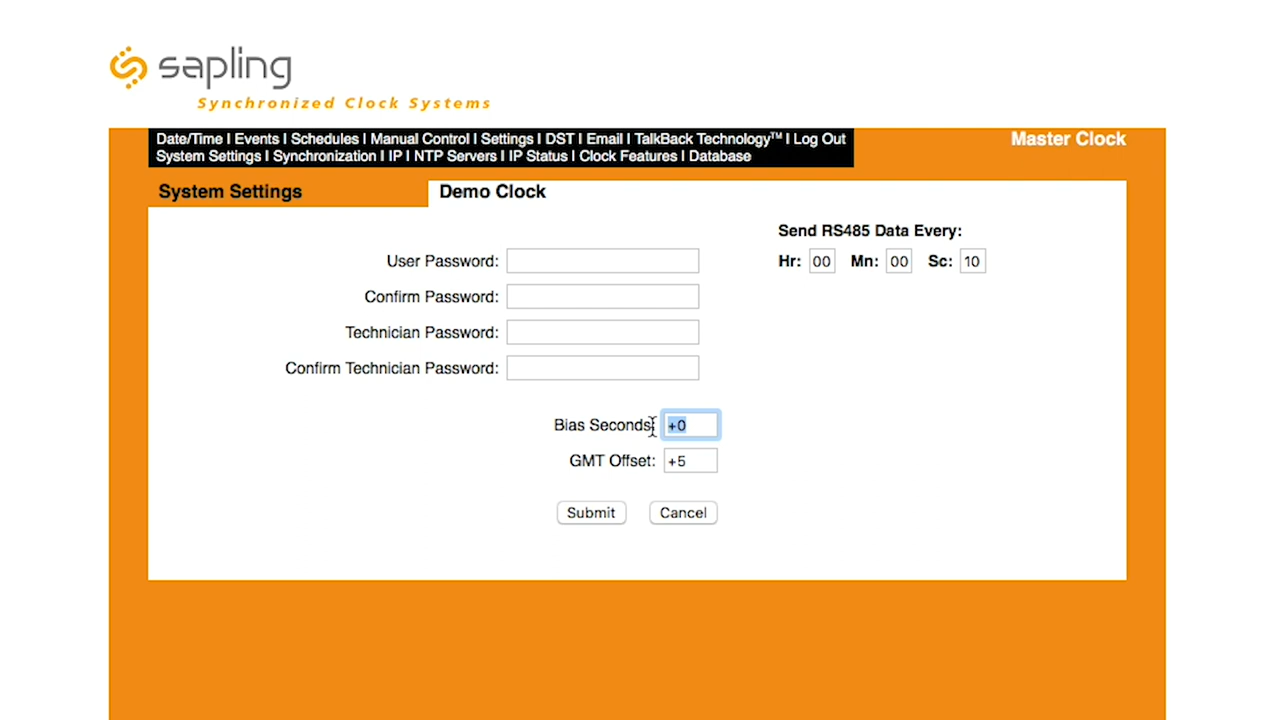 sapling
Synchronized Clock Systems
Date/Time I Events I Schedules I Manual Control I Settings I DST I Email I TalkBack Technology™ I Log Out
Master Clock
System Settings I Synchronization I IP I NTP Servers I IP Status I Clock Features I Database
System Settings
Demo Clock
Send RS485 Data Every:
User Password:
Hr: 00 Mn: 00 Sc: 10
Confirm Password:
Technician Password:
Confirm Technician Password:
Bias Seconds: +0
GMT Offset: +5
Submit Cancel